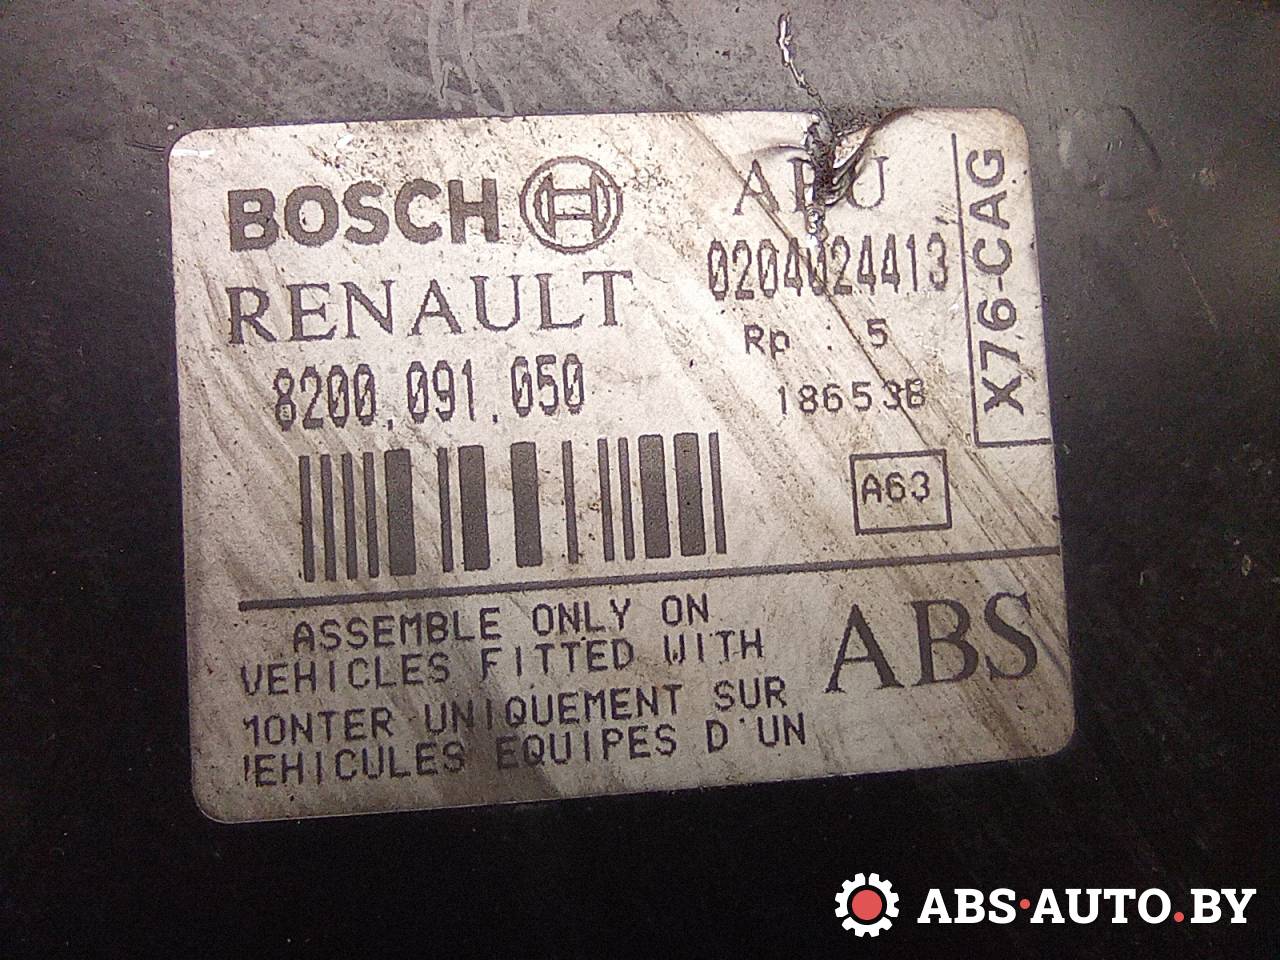 BOSCH
RENAULT
8200.091.050
0204024413
Rp : 5
18653B
X76-CAG
A63
ASSEMBLE ONLY ON
VEHICLES FITTED WITH
MONTER UNIQUEMENT SUR
VEHICULES EQUIPES D'UN
ABS
ABS·AUTO.BY